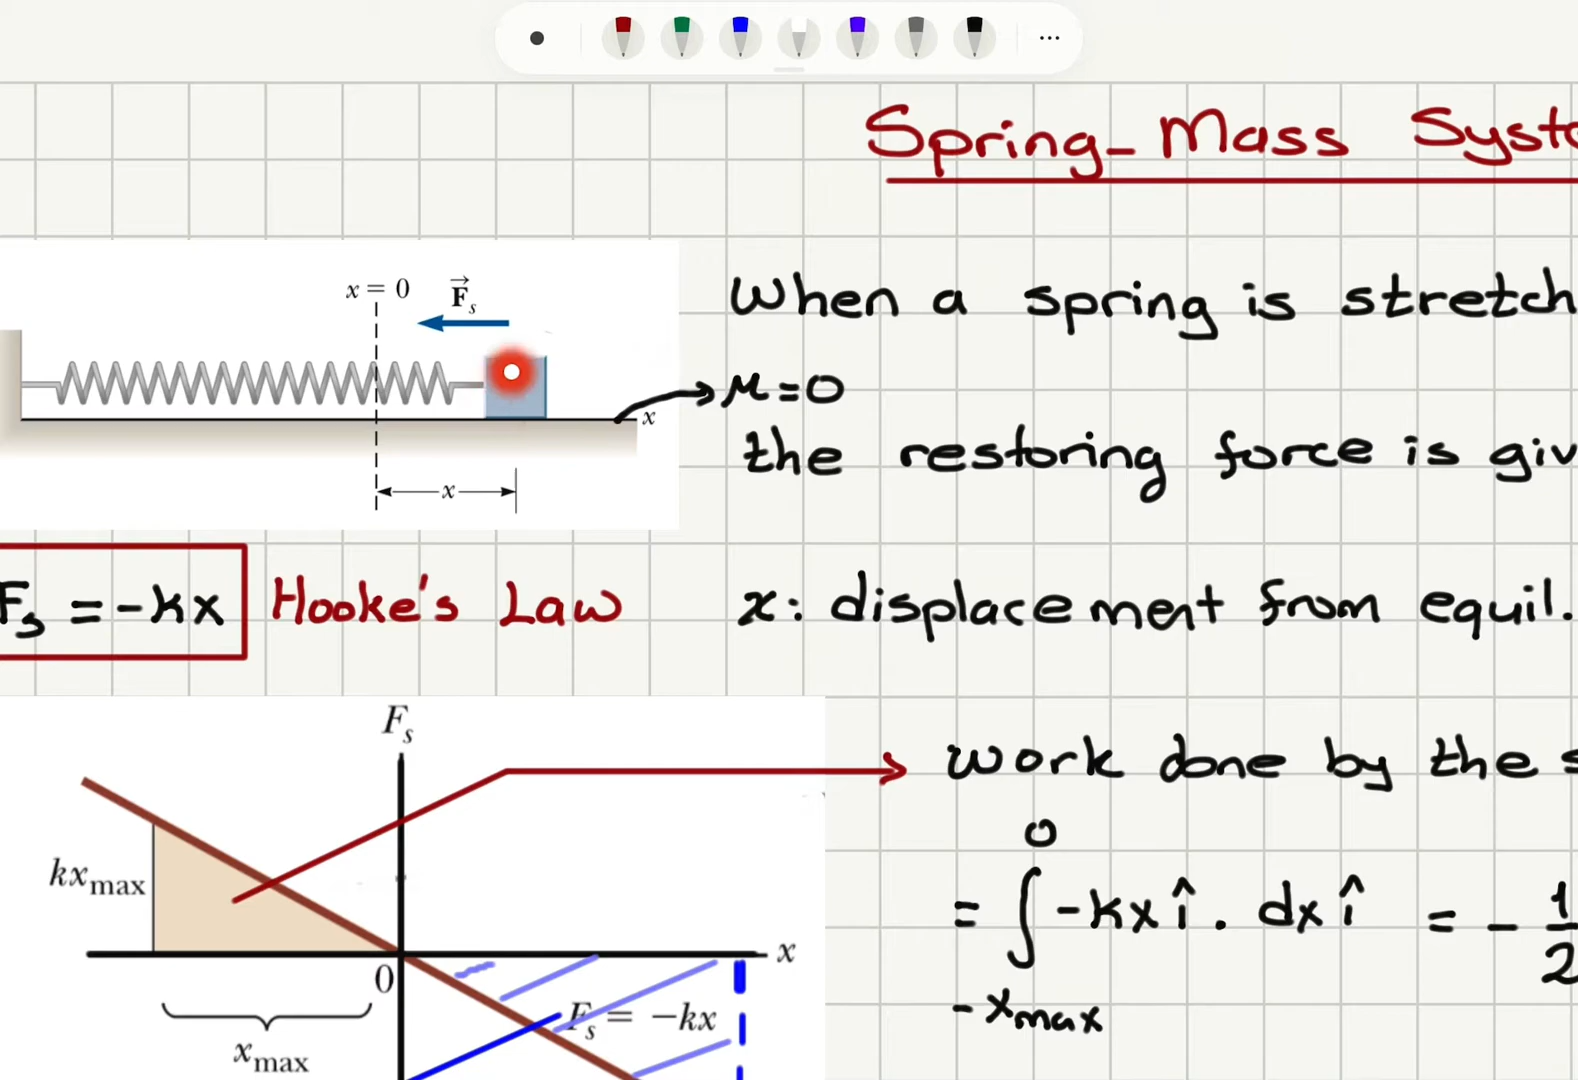 Spring-Mass Syste
x = 0
F⃗s
When a spring is stretch
μ=0
x
the restoring force is giv
x
Fs = -kx Hooke's Law
x: displacement from equil.
Fs
work done by the s
0
kxmax
= ∫ -kx î . dx î = - 1/2
-xmax
x
0
Fs = −kx
xmax